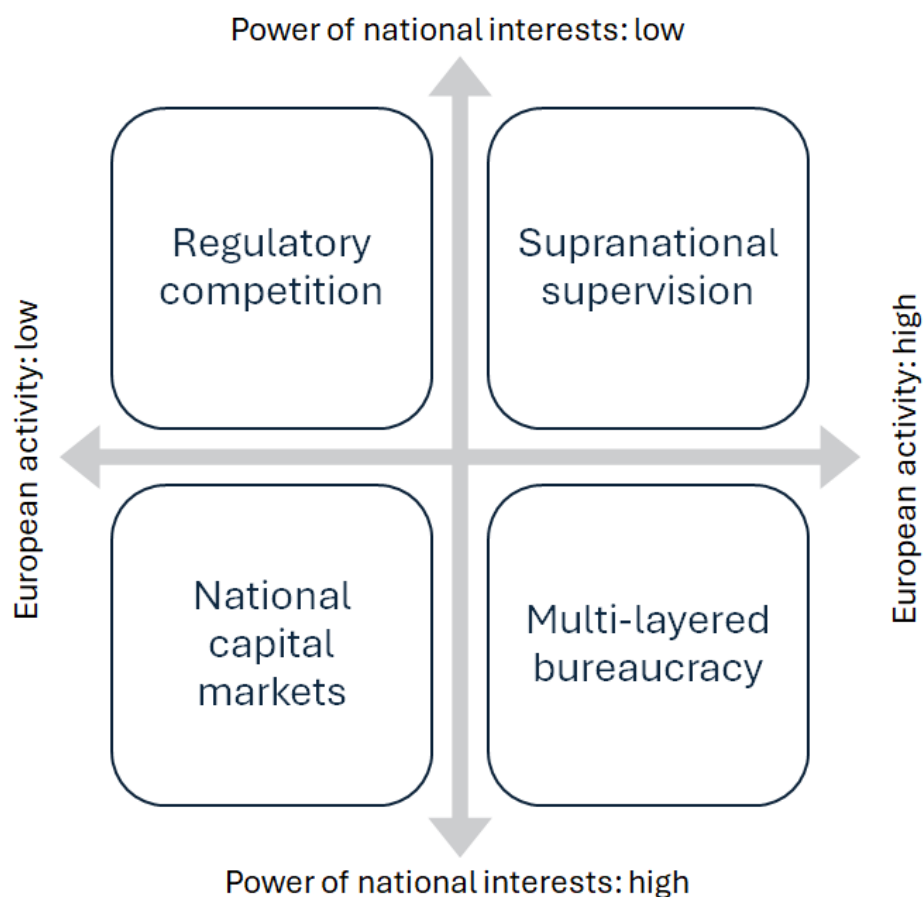 Power of national interests: low
Regulatory
competition
Supranational
supervision
European activity: low
European activity: high
National
capital
markets
Multi-layered
bureaucracy
Power of national interests: high